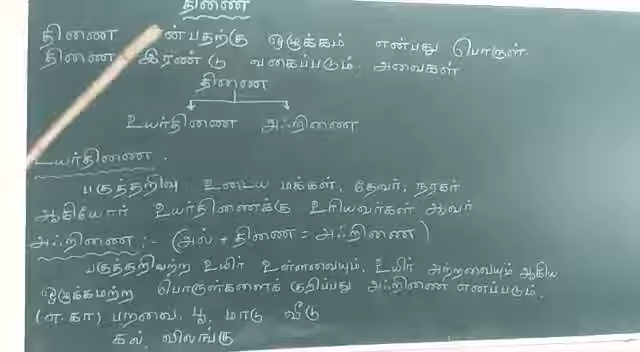 திணை
திணை என்பதற்கு ஒழுக்கம் என்பது பொருள்.
திணை இரண்டு வகைப்படும். அவைகள்
திணை
உயர்திணை அஃறிணை
உயர்திணை.
பகுத்தறிவு உடைய மக்கள், தேவர், நரகர்
ஆகியோர் உயர்திணைக்கு உரியவர்கள் ஆவர்
அஃறிணை :- (அல் + திணை = அஃறிணை)
பகுத்தறிவற்ற உயிர் உள்ளவையும், உயிர் அற்றவையும் ஆகிய
ஒழுக்கமற்ற பொருள்களைக் குறிப்பது அஃறிணை எனப்படும்.
(எ.கா) பறவை, பூ, மாடு வீடு
கல், விலங்கு